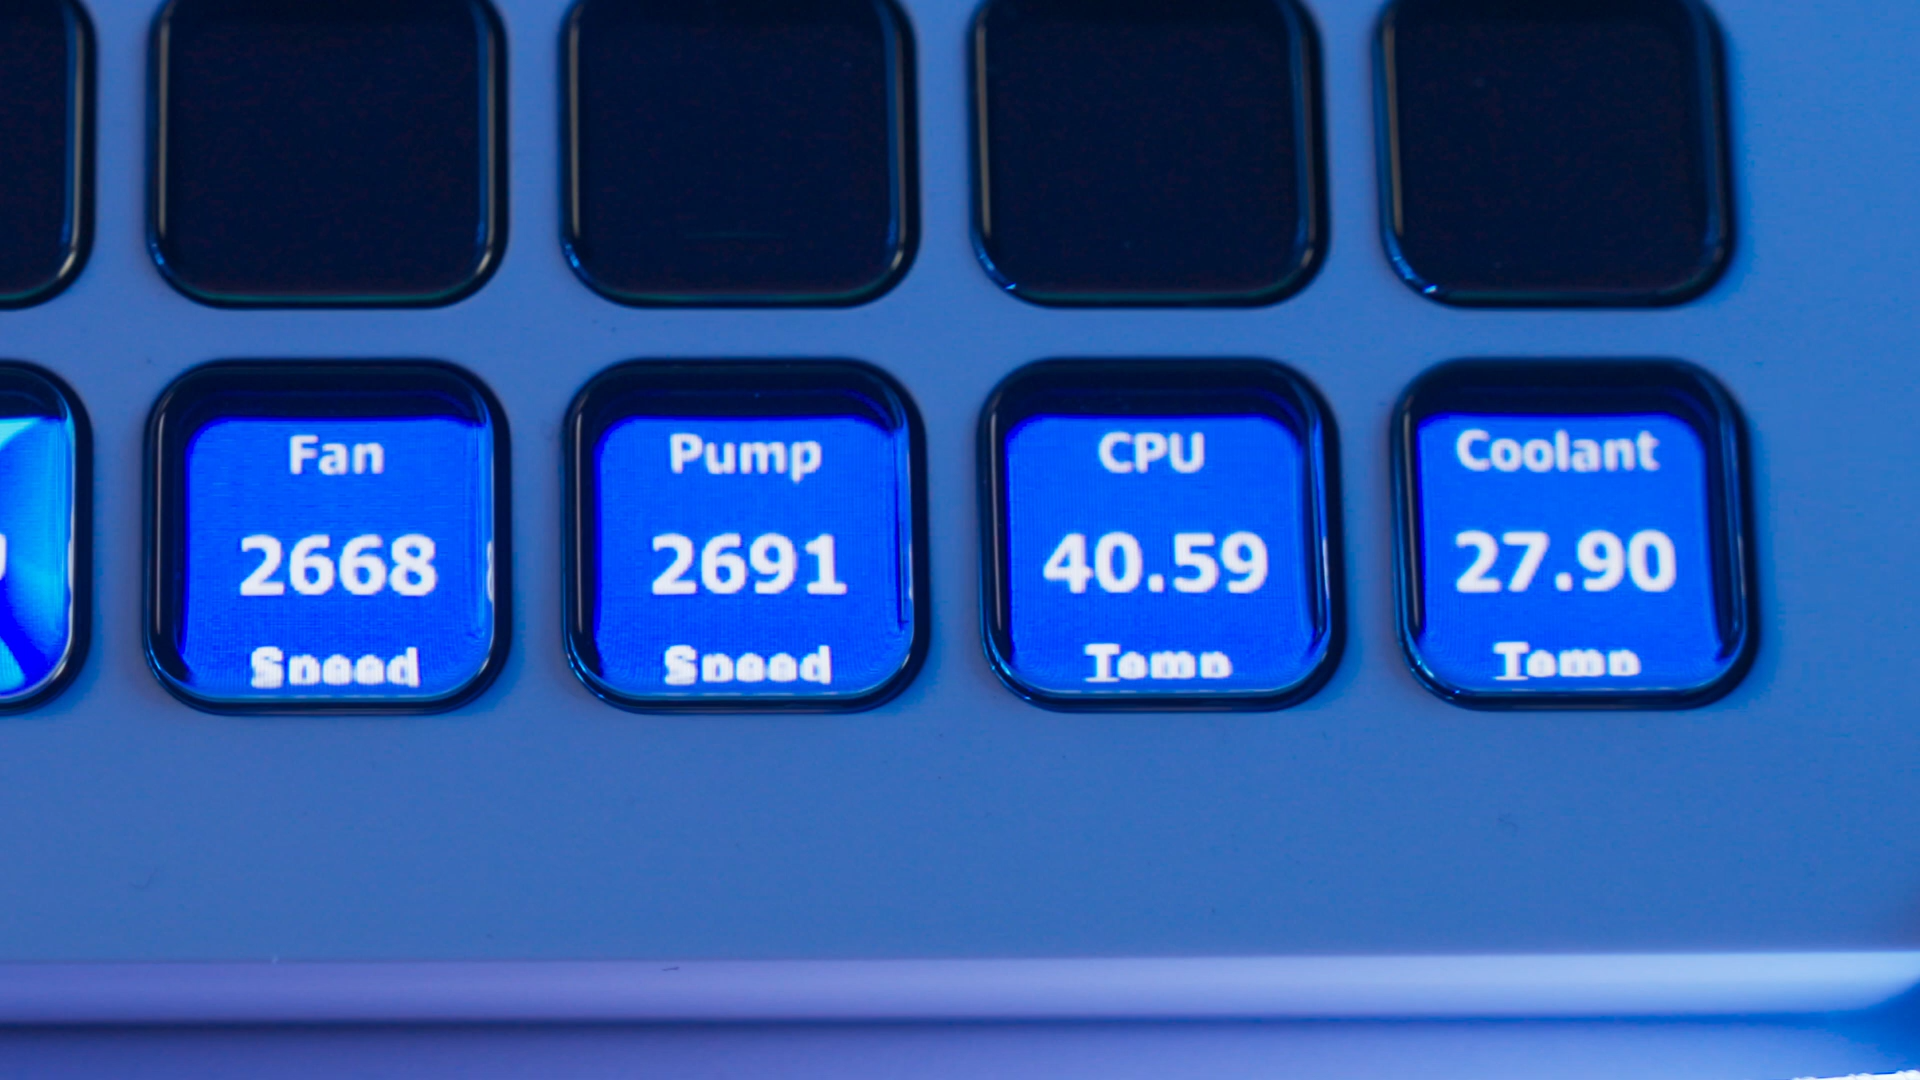 Fan
2668
Speed
Pump
2691
Speed
CPU
40.59
Temp
Coolant
27.90
Temp